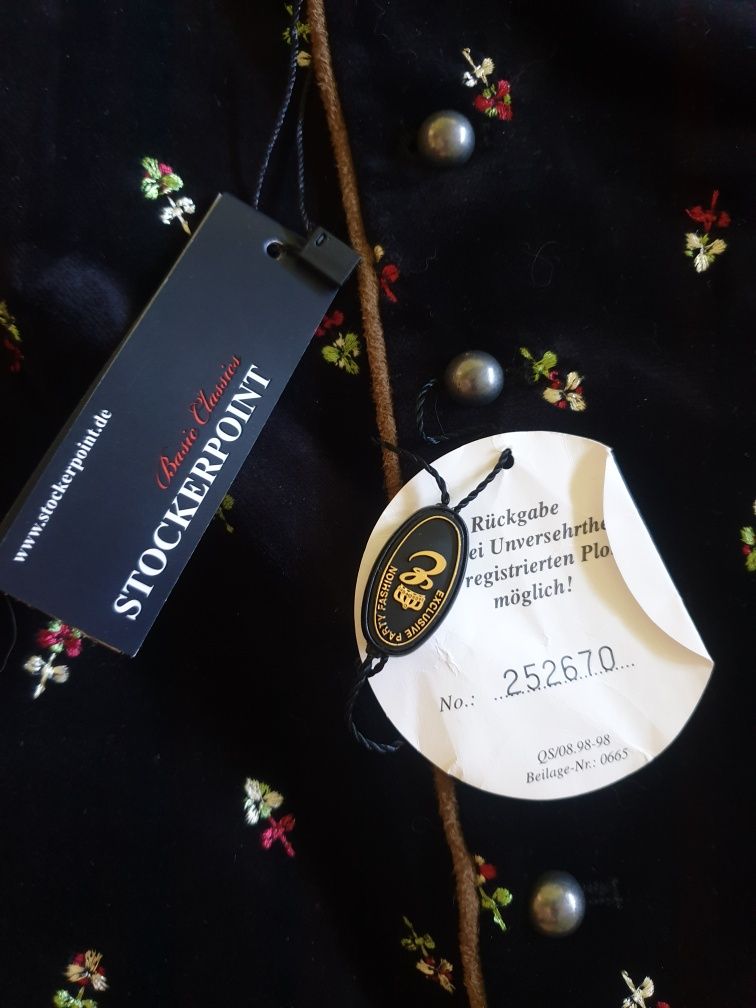 Basic Classics
STOCKERPOINT
www.stockerpoint.de
Rückgabe
Unversehrthe
registrierten Plo
möglich!
EXCLUSIVE PARTY FASHION
No.: 252670
QS/08.98-98
Beilage-Nr.: 0665